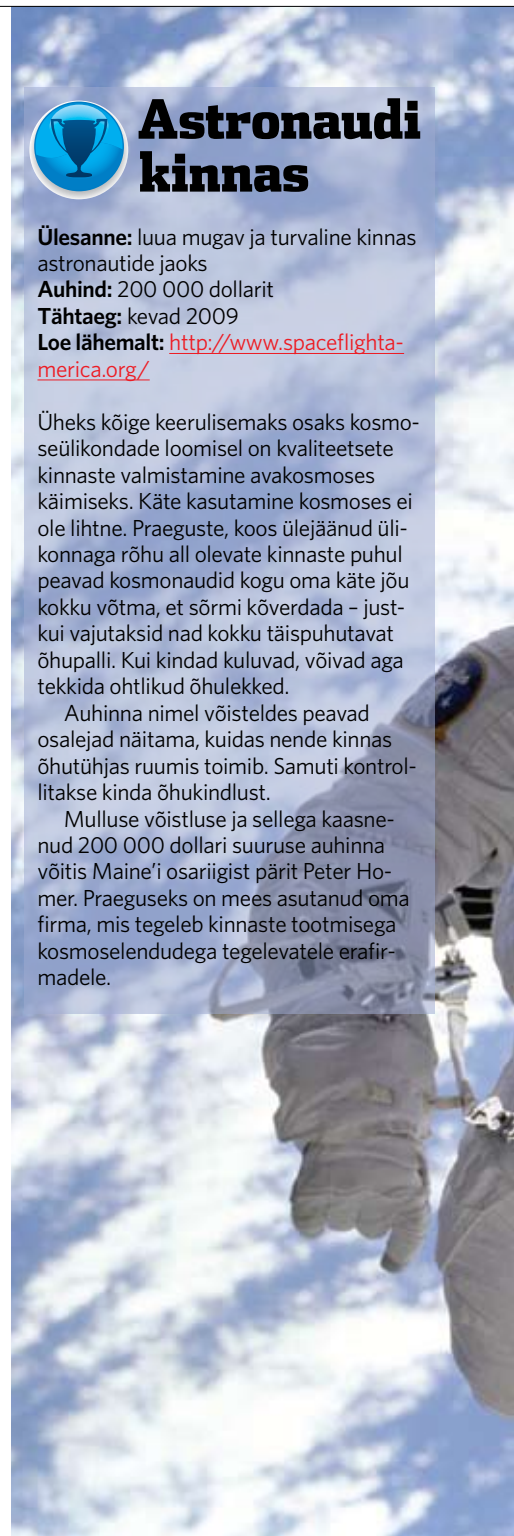 Astronaudi
kinnas
Ülesanne: luua mugav ja turvaline kinnas
astronautide jaoks
Auhind: 200 000 dollarit
Tähtaeg: kevad 2009
Loe lähemalt: http://www.spaceflighta-
merica.org/
Üheks kõige keerulisemaks osaks kosmo-
seülikondade loomisel on kvaliteetsete
kinnaste valmistamine avakosmoses
käimiseks. Käte kasutamine kosmoses ei
ole lihtne. Praeguste, koos ülejäänud üli-
konnaga rõhu all olevate kinnaste puhul
peavad kosmonaudid kogu oma käte jõu
kokku võtma, et sõrmi kõverdada – just-
kui vajutaksid nad kokku täispuhutavat
õhupalli. Kui kindad kuluvad, võivad aga
tekkida ohtlikud õhulekked.
Auhinna nimel võisteldes peavad
osalejad näitama, kuidas nende kinnas
õhutühjas ruumis toimib. Samuti kontrol-
litakse kinda õhukindlust.
Mulluse võistluse ja sellega kaasne-
nud 200 000 dollari suuruse auhinna
võitis Maine’i osariigist pärit Peter Ho-
mer. Praeguseks on mees asutanud oma
firma, mis tegeleb kinnaste tootmisega
kosmoselendudega tegelevatele erafir-
madele.